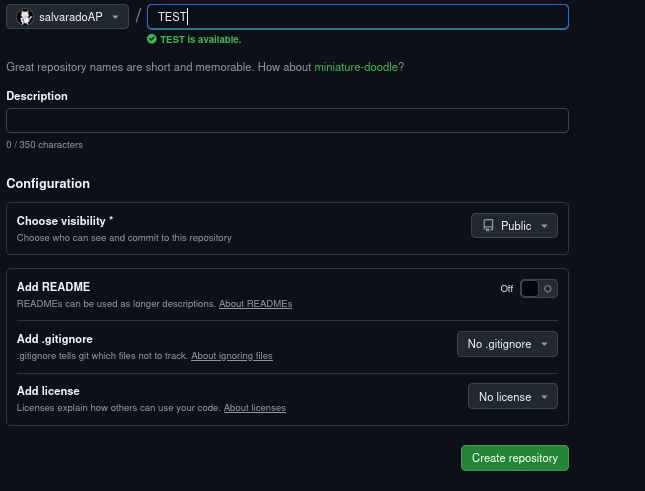 salvaradoAP / TEST
TEST is available.
Great repository names are short and memorable. How about miniature-doodle?
Description
0 / 350 characters
Configuration
Choose visibility *
Choose who can see and commit to this repository
Public
Add README
READMEs can be used as longer descriptions. About READMEs
Off
Add .gitignore
.gitignore tells git which files not to track. About ignoring files
No .gitignore
Add license
Licenses explain how others can use your code. About licenses
No license
Create repository